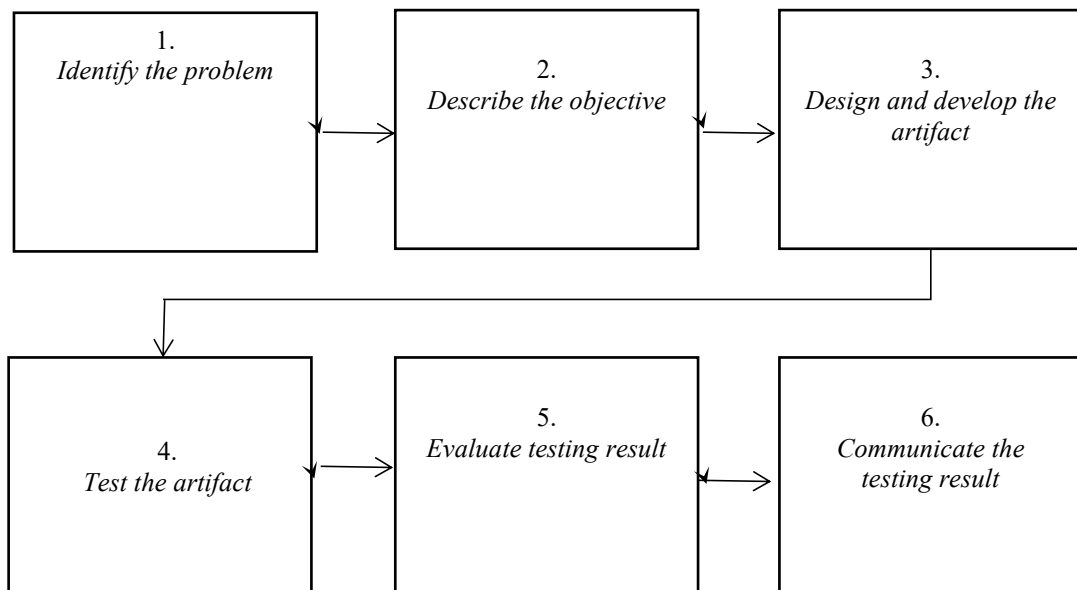 1.
Identify the problem
2.
Describe the objective
3.
Design and develop the
artifact
4.
Test the artifact
5.
Evaluate testing result
6.
Communicate the
testing result